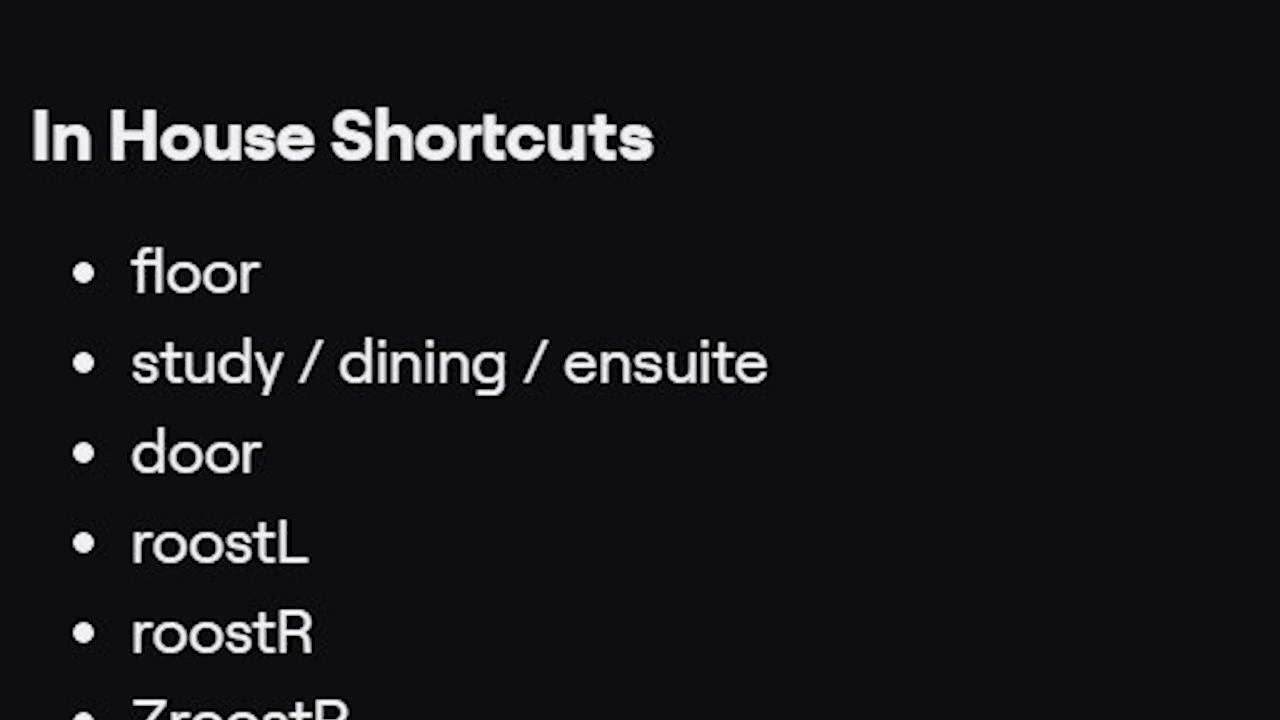 In House Shortcuts
• floor
• study / dining / ensuite
• door
• roostL
• roostR